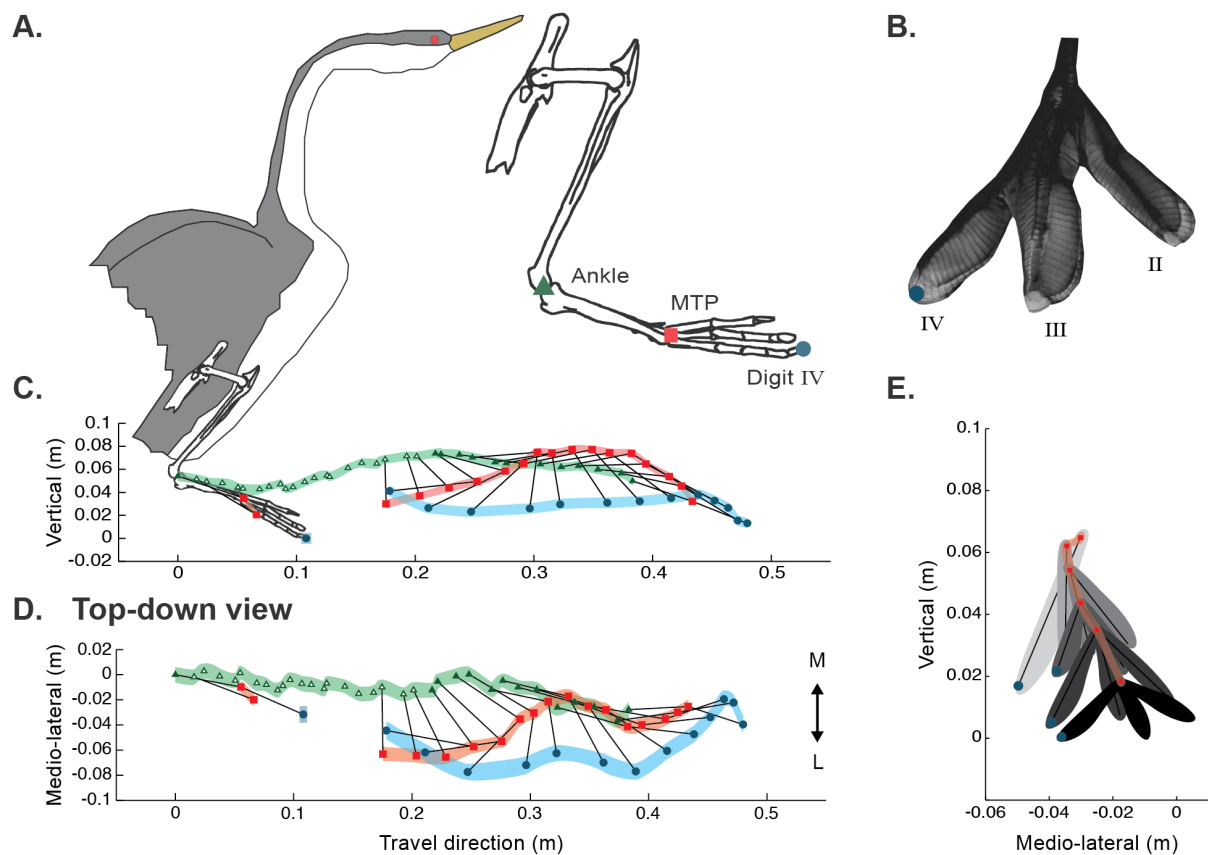 A.
B.
Ankle
MTP
Digit IV
II
IV
III
C.
E.
Vertical (m)
0.1
0.08
0.06
0.04
0.02
0
-0.02
0
0.1
0.2
0.3
0.4
0.5
D. Top-down view
Medio-lateral (m)
0.02
0
-0.02
-0.04
-0.06
-0.08
-0.1
M
L
0
0.1
0.2
0.3
0.4
0.5
Travel direction (m)
Vertical (m)
0.1
0.08
0.06
0.04
0.02
0
-0.06
-0.04
-0.02
0
Medio-lateral (m)